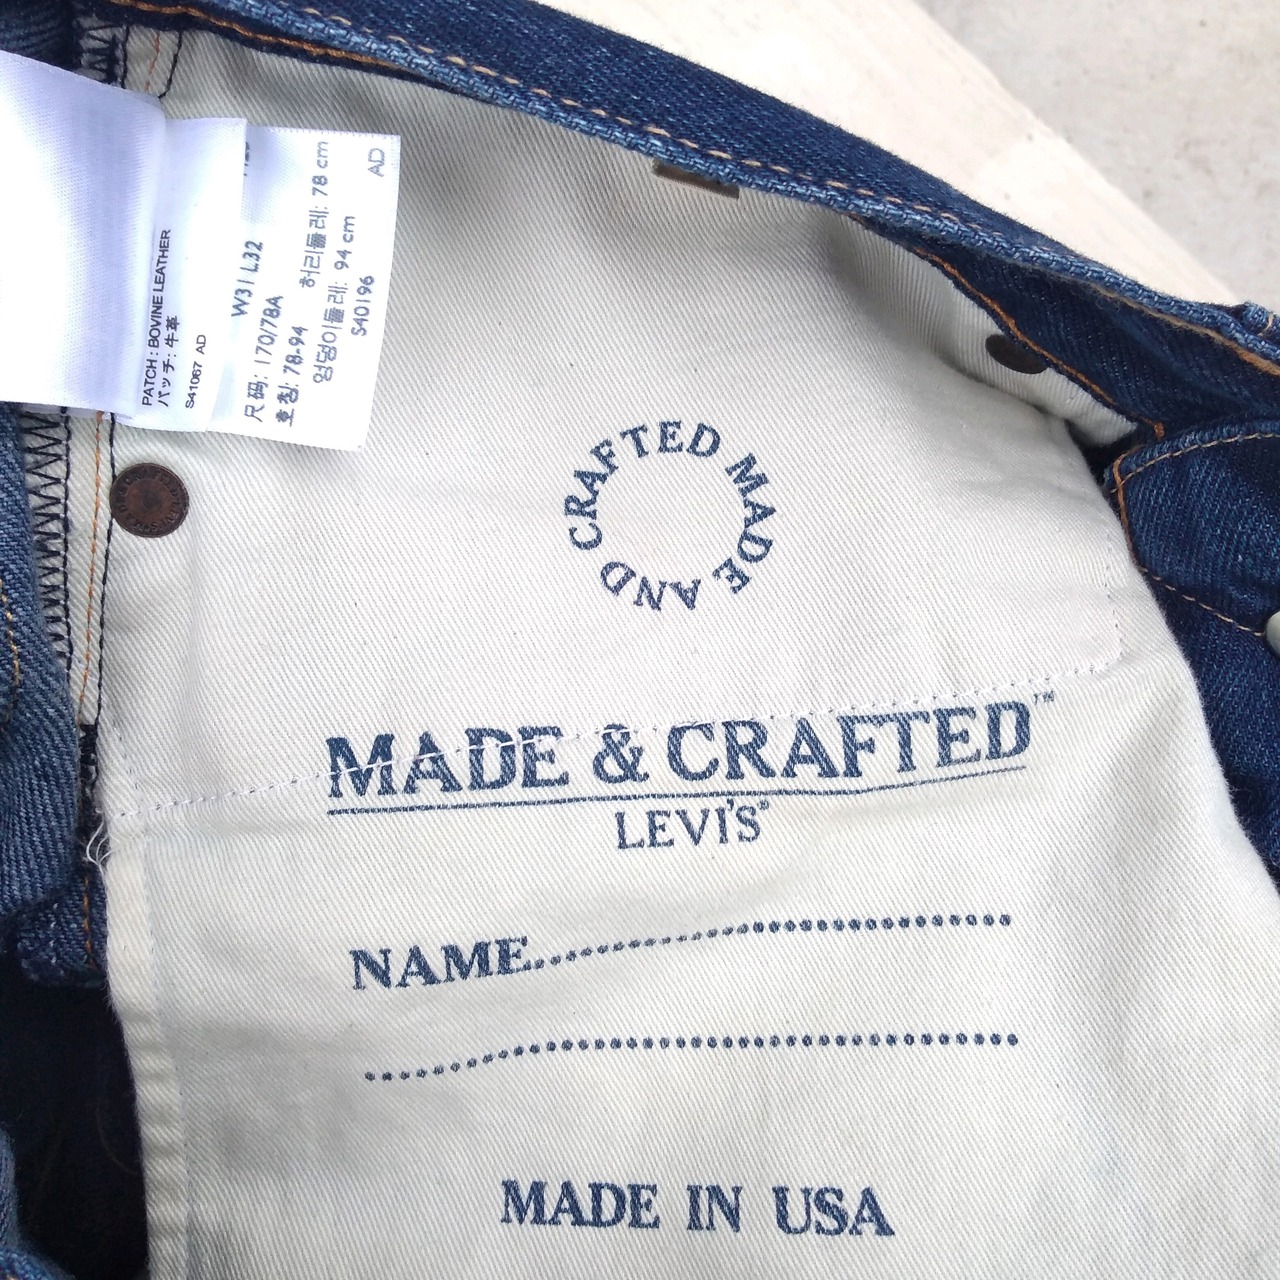 PATCH : BOVINE LEATHER
パッチ: 牛革
S41067 AD
W31 L32
尺码: 170/78A
호칭: 78-94
허리둘레: 78 cm
엉덩이둘레: 94 cm
S40196
AD
MADE AND CRAFTED
MADE & CRAFTED™
LEVI'S®
NAME
MADE IN USA